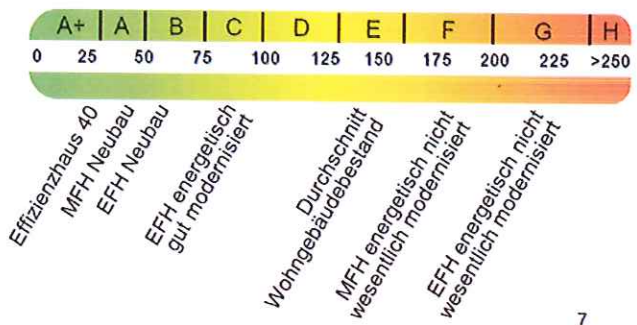 A+ A B C D E F G H
0 25 50 75 100 125 150 175 200 225 >250
Effizienzhaus 40
MFH Neubau
EFH Neubau
EFH energetisch
gut modernisiert
Durchschnitt
Wohngebäudebestand
MFH energetisch nicht
wesentlich modernisiert
EFH energetisch nicht
wesentlich modernisiert
7